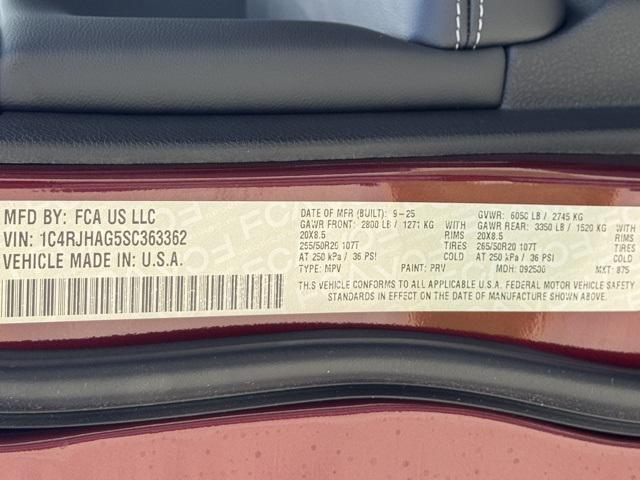 MFD BY: FCA US LLC
VIN: 1C4RJHAG5SC363362
VEHICLE MADE IN: U.S.A.
DATE OF MFR (BUILT): 9-25 GVWR: 6050 LB / 2745 KG
GAWR FRONT: 2800 LB / 1271 KG WITH GAWR REAR: 3350 LB / 1520 KG WITH
20X8.5 RIMS 20X8.5 RIMS
265/50R20 107T TIRES 265/50R20 107T TIRES
AT 250 kPa / 36 PSI COLD AT 250 kPa / 36 PSI COLD
TYPE: MPV PAINT: PRV MDH: MXT: 875
THIS VEHICLE CONFORMS TO ALL APPLICABLE U.S.A. FEDERAL MOTOR VEHICLE SAFETY
STANDARDS IN EFFECT ON THE DATE OF MANUFACTURE SHOWN ABOVE.